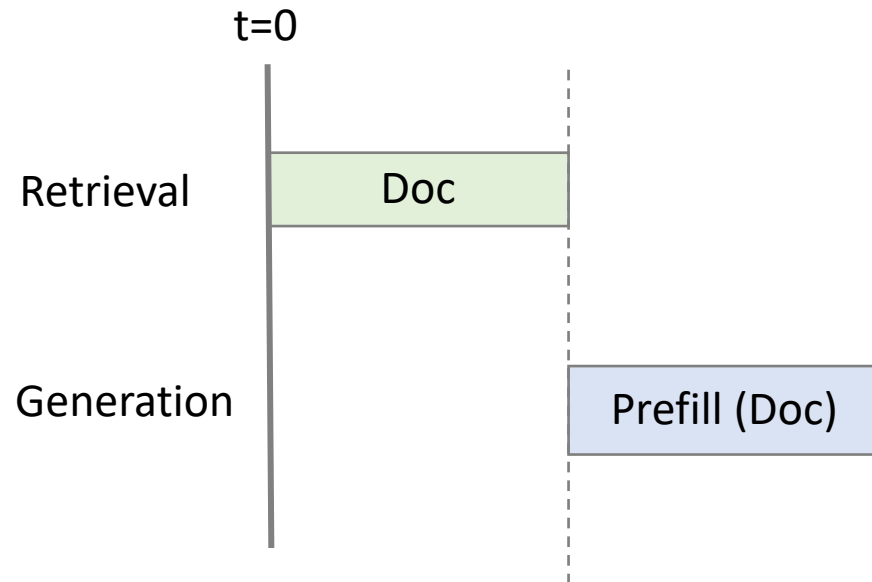 t=0
Retrieval
Doc
Generation
Prefill (Doc)